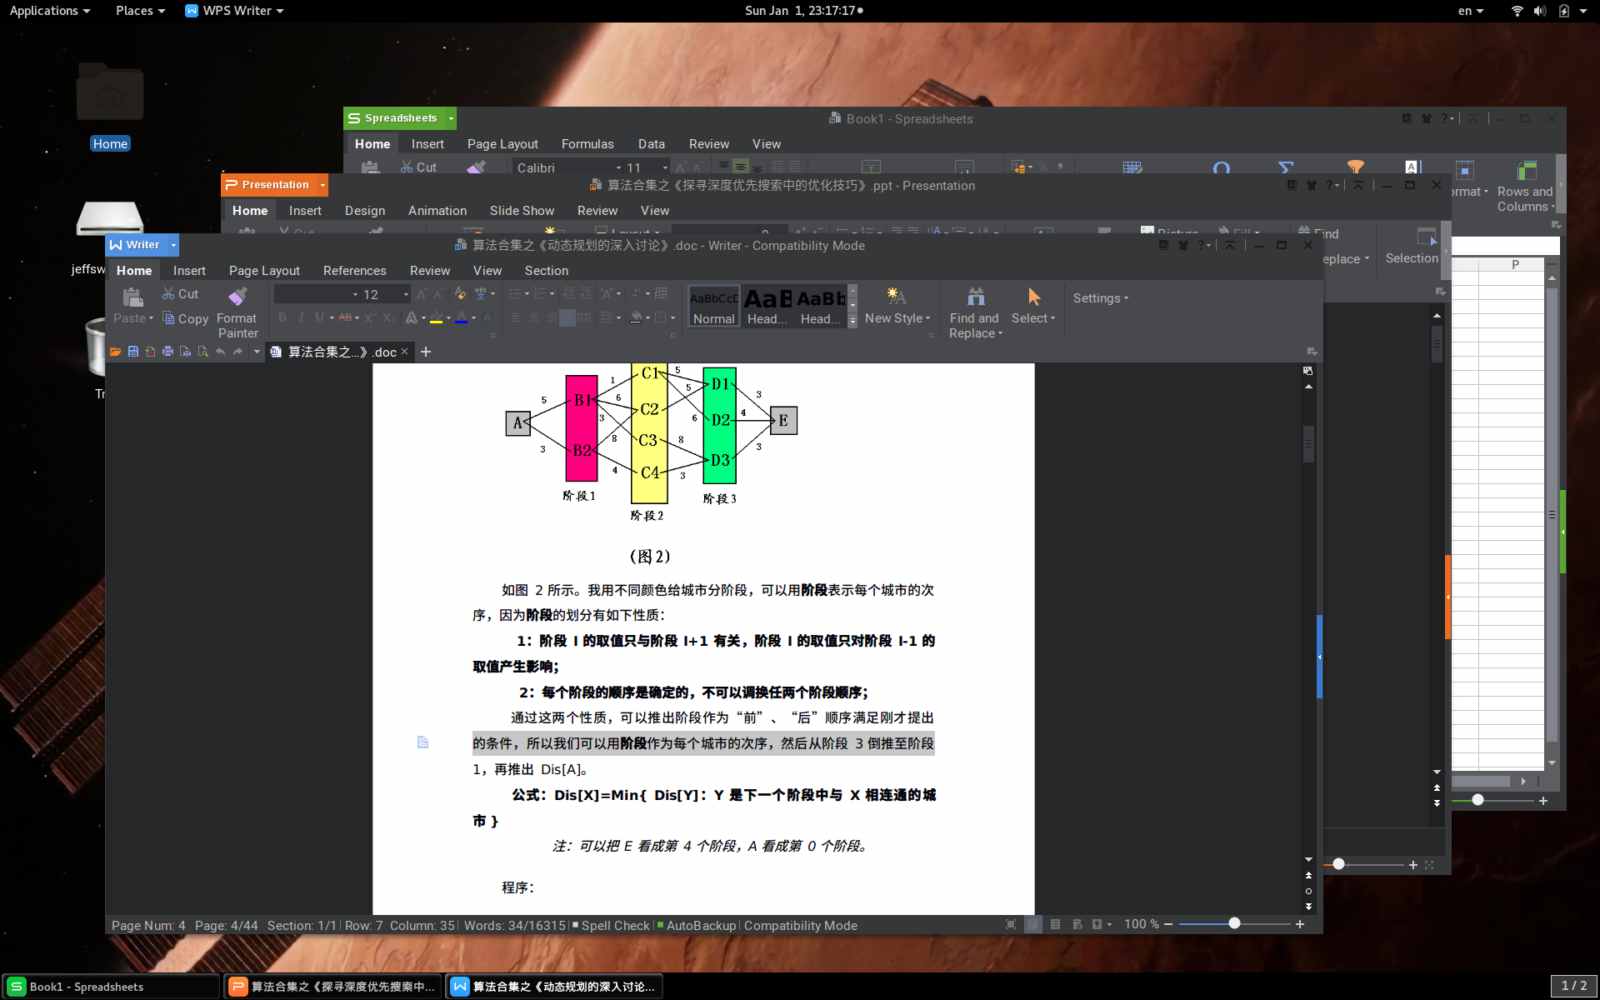 Applications Places WPS Writer Sun Jan 1, 23:17:17 en
Home
jeffsw
Tr
Spreadsheets Book1 - Spreadsheets
Home Insert Page Layout Formulas Data Review View
Cut Calibri 11
Rows and
Columns
P
Presentation 算法合集之《探寻深度优先搜索中的优化技巧》.ppt - Presentation
Home Insert Design Animation Slide Show Review View
Find
Selection
Writer 算法合集之《动态规划的深入讨论》.doc - Writer - Compatibility Mode
Home Insert Page Layout References Review View Section
Paste Cut Copy Format Painter 12
AaBbCcD AaB AaBb
Normal Head... Head... New Style Find and Replace Select Settings
算法合集之...》.doc × +
A B1 B2 C1 C2 C3 C4 D1 D2 D3 E
5 3 1 6 3 8 4 5 5 6 8 3 3 4 3
阶段1 阶段2 阶段3
(图2)
如图 2 所示。我用不同颜色给城市分阶段，可以用阶段表示每个城市的次
序，因为阶段的划分有如下性质：
1：阶段 I 的取值只与阶段 I+1 有关，阶段 I 的取值只对阶段 I-1 的
取值产生影响；
2：每个阶段的顺序是确定的，不可以调换任两个阶段顺序；
通过这两个性质，可以推出阶段作为“前”、“后”顺序满足刚才提出
的条件，所以我们可以用阶段作为每个城市的次序，然后从阶段 3 倒推至阶段
1，再推出 Dis[A]。
公式：Dis[X]=Min{ Dis[Y]：Y 是下一个阶段中与 X 相连通的城
市 }
注：可以把 E 看成第 4 个阶段，A 看成第 0 个阶段。
程序：
Page Num: 4 Page: 4/44 Section: 1/1 Row: 7 Column: 35 Words: 34/16315 Spell Check AutoBackup Compatibility Mode 100 %
Book1 - Spreadsheets 算法合集之《探寻深度优先搜索中... 算法合集之《动态规划的深入讨论... 1 / 2